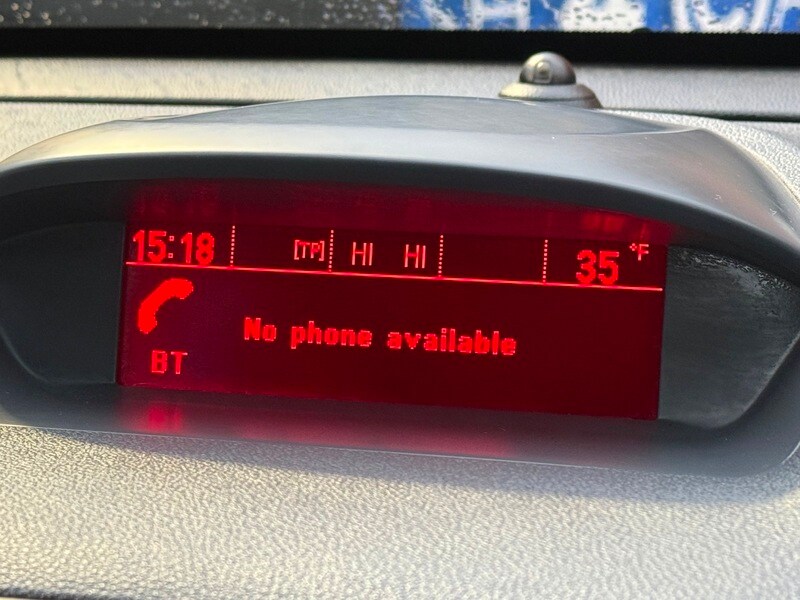 15:18 [TP] HI HI 35 °F
No phone available
BT